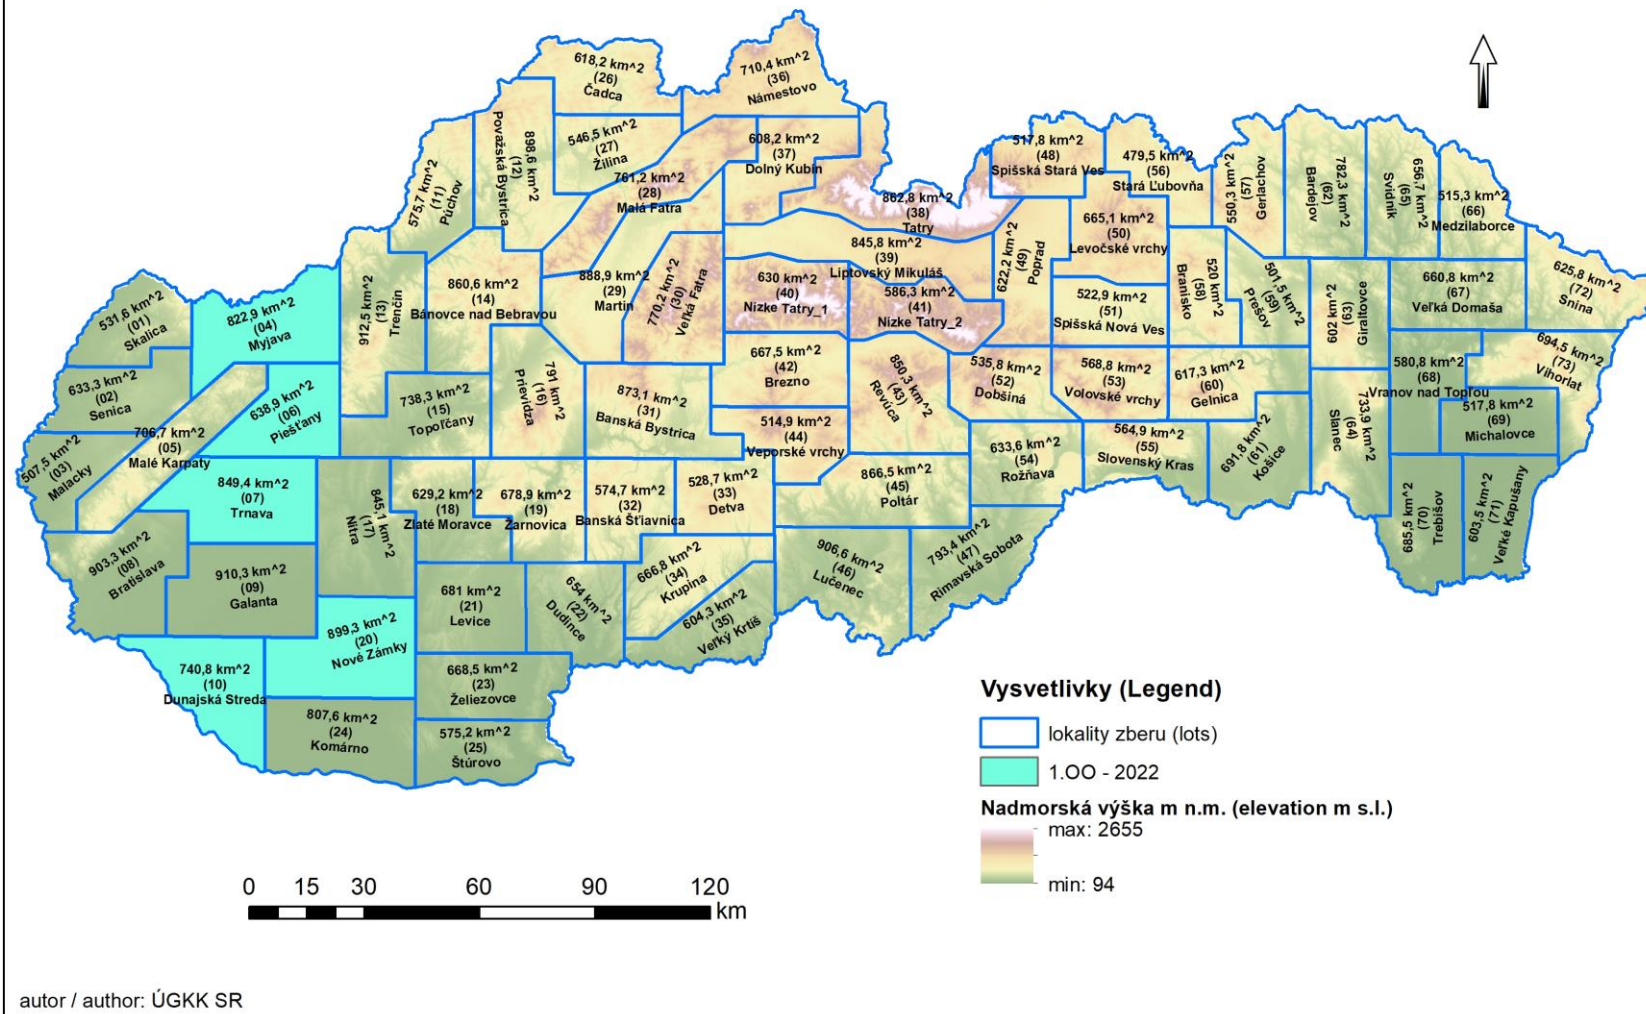 618,2 km^2
(26)
Čadca
710,4 km^2
(36)
Námestovo
898,6 km^2
(12)
Považská Bystrica
546,5 km^2
(27)
Žilina
608,2 km^2
(37)
Dolný Kubín
575,7 km^2
(11)
Púchov
761,2 km^2
(28)
Malá Fatra
862,8 km^2
(38)
Tatry
517,8 km^2
(48)
Spišská Stará Ves
479,5 km^2
(56)
Stará Ľubovňa
550,3 km^2
(57)
Gerlachov
782,3 km^2
(62)
Bardejov
656,7 km^2
(65)
Svidník
515,3 km^2
(66)
Medzilaborce
665,1 km^2
(50)
Levočské vrchy
845,8 km^2
(39)
Liptovský Mikuláš
622,2 km^2
(49)
Poprad
520 km^2
(58)
Branisko
501,5 km^2
(59)
Prešov
602 km^2
(63)
Giraltovce
660,8 km^2
(67)
Veľká Domaša
625,8 km^2
(72)
Snina
531,6 km^2
(01)
Skalica
822,9 km^2
(04)
Myjava
912,5 km^2
(13)
Trenčín
860,6 km^2
(14)
Bánovce nad Bebravou
888,9 km^2
(29)
Martin
770,2 km^2
(30)
Veľká Fatra
630 km^2
(40)
Nízke Tatry_1
586,3 km^2
(41)
Nízke Tatry_2
522,9 km^2
(51)
Spišská Nová Ves
633,3 km^2
(02)
Senica
638,9 km^2
(06)
Piešťany
738,3 km^2
(15)
Topoľčany
791 km^2
(16)
Prievidza
873,1 km^2
(31)
Banská Bystrica
667,5 km^2
(42)
Brezno
850,3 km^2
(43)
Revúca
535,8 km^2
(52)
Dobšiná
568,8 km^2
(53)
Volovské vrchy
617,3 km^2
(60)
Gelnica
580,8 km^2
(68)
Vranov nad Topľou
694,5 km^2
(73)
Vihorlat
507,5 km^2
(03)
Malacky
706,7 km^2
(05)
Malé Karpaty
514,9 km^2
(44)
Veporské vrchy
633,6 km^2
(54)
Rožňava
564,9 km^2
(55)
Slovenský Kras
691,8 km^2
(61)
Košice
733,9 km^2
(64)
Slanec
517,8 km^2
(69)
Michalovce
849,4 km^2
(07)
Trnava
845,1 km^2
(17)
Nitra
629,2 km^2
(18)
Zlaté Moravce
678,9 km^2
(19)
Žarnovica
574,7 km^2
(32)
Banská Štiavnica
528,7 km^2
(33)
Detva
866,5 km^2
(45)
Poltár
685,5 km^2
(70)
Trebišov
603,5 km^2
(71)
Veľké Kapušany
903,3 km^2
(08)
Bratislava
910,3 km^2
(09)
Galanta
681 km^2
(21)
Levice
654 km^2
(22)
Dudince
666,8 km^2
(34)
Krupina
604,3 km^2
(35)
Veľký Krtíš
906,6 km^2
(46)
Lučenec
793,4 km^2
(47)
Rimavská Sobota
740,8 km^2
(10)
Dunajská Streda
899,3 km^2
(20)
Nové Zámky
668,5 km^2
(23)
Želiezovce
807,6 km^2
(24)
Komárno
575,2 km^2
(25)
Štúrovo
Vysvetlivky (Legend)
lokality zberu (lots)
1.OO - 2022
Nadmorská výška m n.m. (elevation m s.l.)
max: 2655
min: 94
0 15 30 60 90 120
km
autor / author: ÚGKK SR